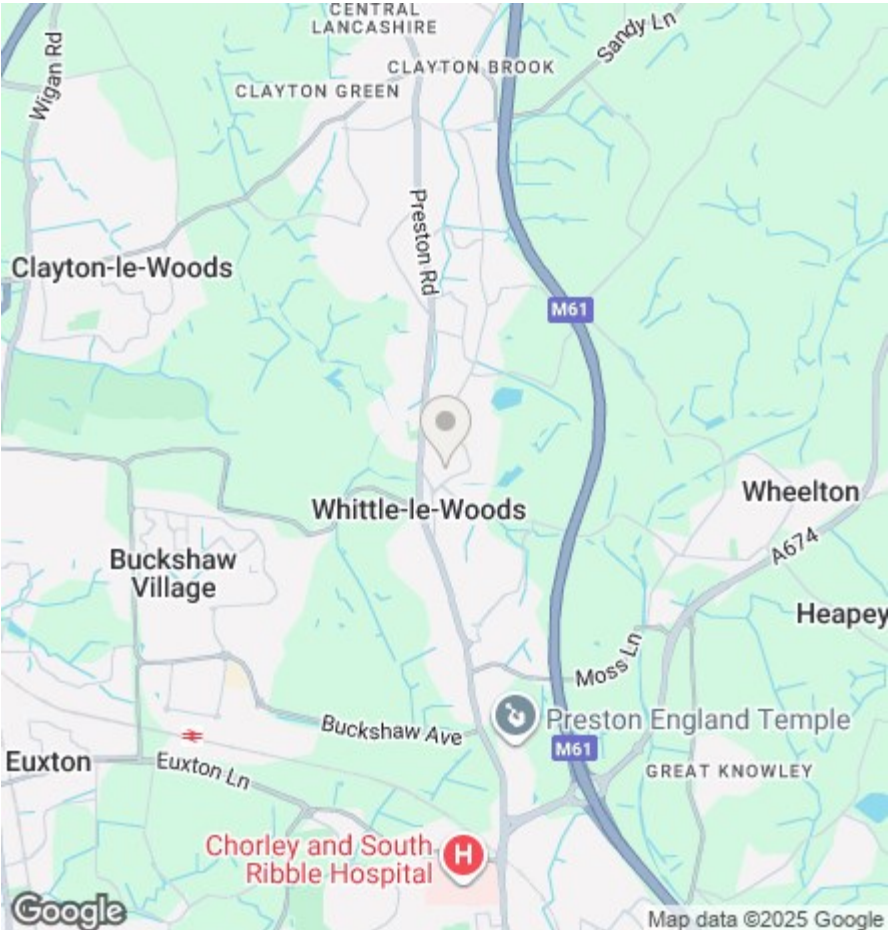 CENTRAL
LANCASHIRE
Sandy Ln
Wigan Rd
CLAYTON BROOK
CLAYTON GREEN
Preston Rd
Clayton-le-Woods
M61
Wheelton
Whittle-le-Woods
A674
Buckshaw
Village
Heapey
Moss Ln
Preston England Temple
Buckshaw Ave
M61
Euxton
Euxton Ln
GREAT KNOWLEY
Chorley and South
Ribble Hospital
H
Google
Map data ©2025 Google